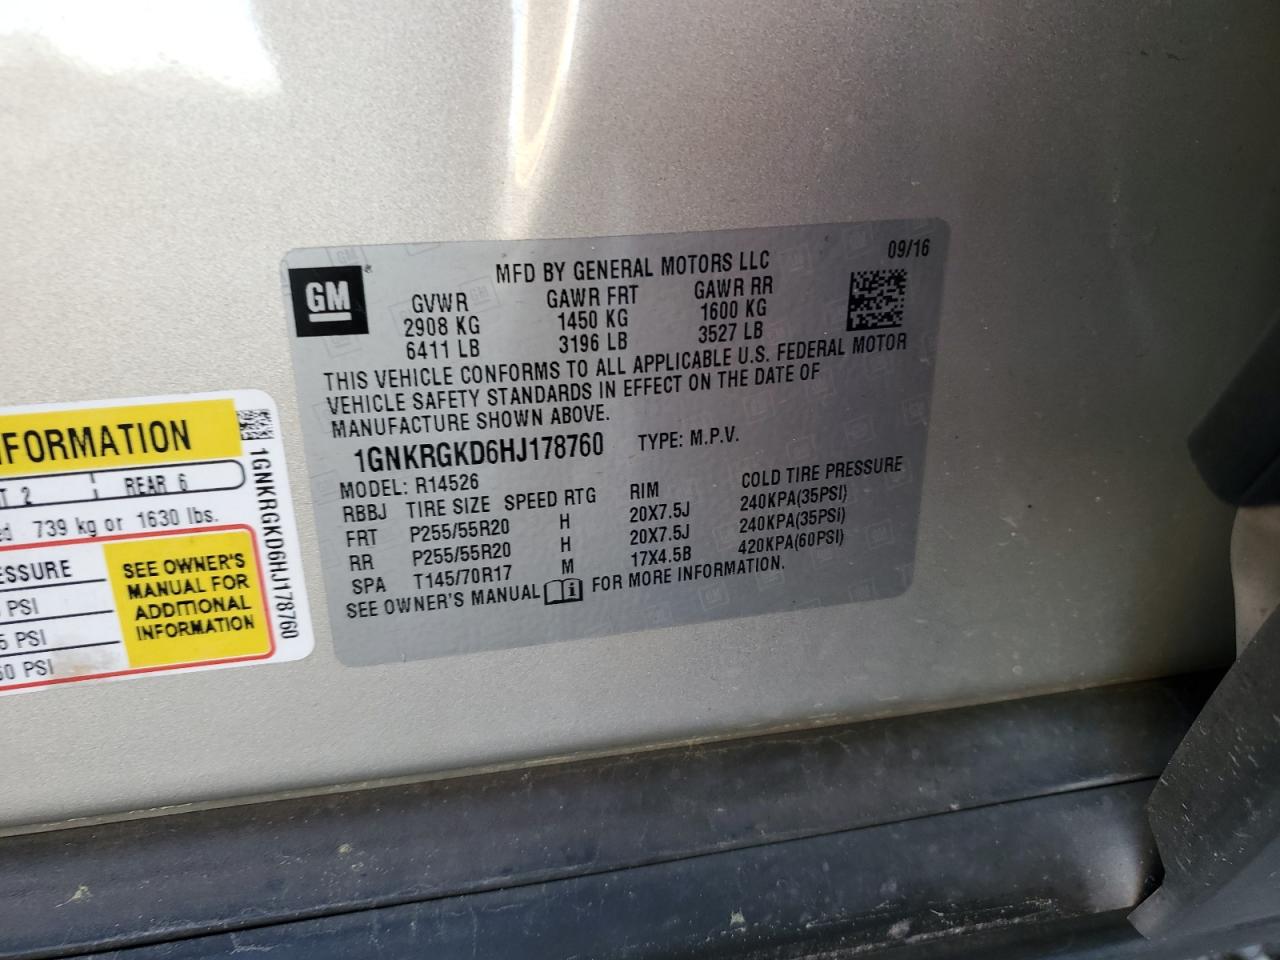 GM
MFD BY GENERAL MOTORS LLC
09/16
GVWR GAWR FRT GAWR RR
2908 KG 1450 KG 1600 KG
6411 LB 3196 LB 3527 LB
THIS VEHICLE CONFORMS TO ALL APPLICABLE U.S. FEDERAL MOTOR
VEHICLE SAFETY STANDARDS IN EFFECT ON THE DATE OF
MANUFACTURE SHOWN ABOVE.
1GNKRGKD6HJ178760 TYPE: M.P.V.
MODEL: R14526
RBBJ TIRE SIZE SPEED RTG RIM COLD TIRE PRESSURE
FRT P255/55R20 H 20X7.5J 240KPA(35PSI)
RR P255/55R20 H 20X7.5J 240KPA(35PSI)
SPA T145/70R17 M 17X4.5B 420KPA(60PSI)
SEE OWNER'S MANUAL FOR MORE INFORMATION.
NFORMATION
T 2 REAR 6
ed 739 kg or 1630 lbs.
ESSURE
PSI
5 PSI
60 PSI
SEE OWNER'S
MANUAL FOR
ADDITIONAL
INFORMATION
1GNKRGKD6HJ178760